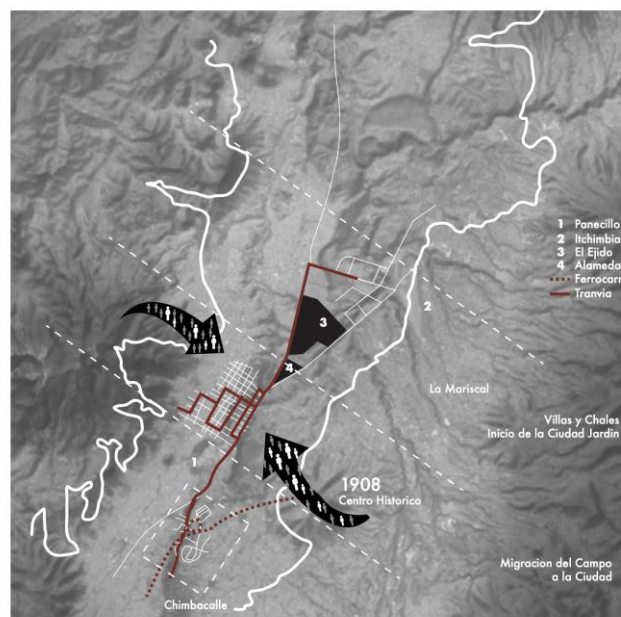 1 Panecillo
2 Itchimbia
3 El Ejido
4 Alameda
Ferrocarr
Tranvia
2
3
4
La Mariscal
Villas y Chales
Inicio de la Ciudad Jardin
1
1908
Centro Historico
Migracion del Campo
a la Ciudad
Chimbacalle